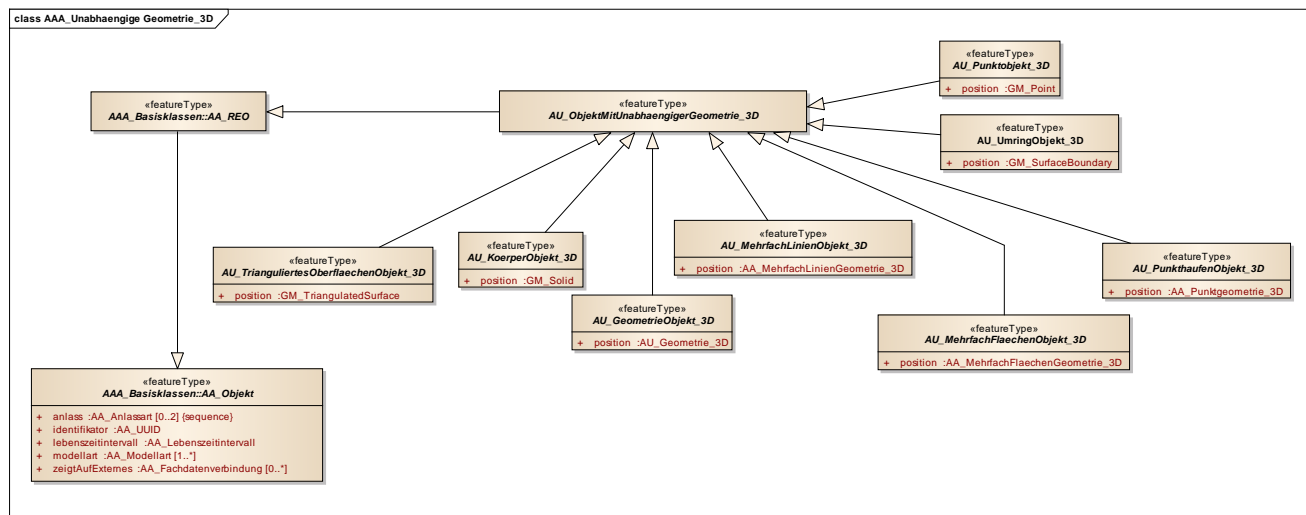 class AAA_Unabhaengige Geometrie_3D
«featureType»
AU_Punktobjekt_3D
+ position :GM_Point
«featureType»
AAA_Basisklassen::AA_REO
«featureType»
AU_ObjektMitUnabhaengigerGeometrie_3D
«featureType»
AU_UmringObjekt_3D
+ position :GM_SurfaceBoundary
«featureType»
AU_TrianguliertesOberflaechenObjekt_3D
+ position :GM_TriangulatedSurface
«featureType»
AU_KoerperObjekt_3D
+ position :GM_Solid
«featureType»
AU_MehrfachLinienObjekt_3D
+ position :AA_MehrfachLinienGeometrie_3D
«featureType»
AU_PunkthaufenObjekt_3D
+ position :AA_Punktgeometrie_3D
«featureType»
AU_GeometrieObjekt_3D
+ position :AU_Geometrie_3D
«featureType»
AU_MehrfachFlaechenObjekt_3D
+ position :AA_MehrfachFlaechenGeometrie_3D
«featureType»
AAA_Basisklassen::AA_Objekt
+ anlass :AA_Anlassart [0..2] {sequence}
+ identifikator :AA_UUID
+ lebenszeitintervall :AA_Lebenszeitintervall
+ modellart :AA_Modellart [1..*]
+ zeigtAufExternes :AA_Fachdatenverbindung [0..*]